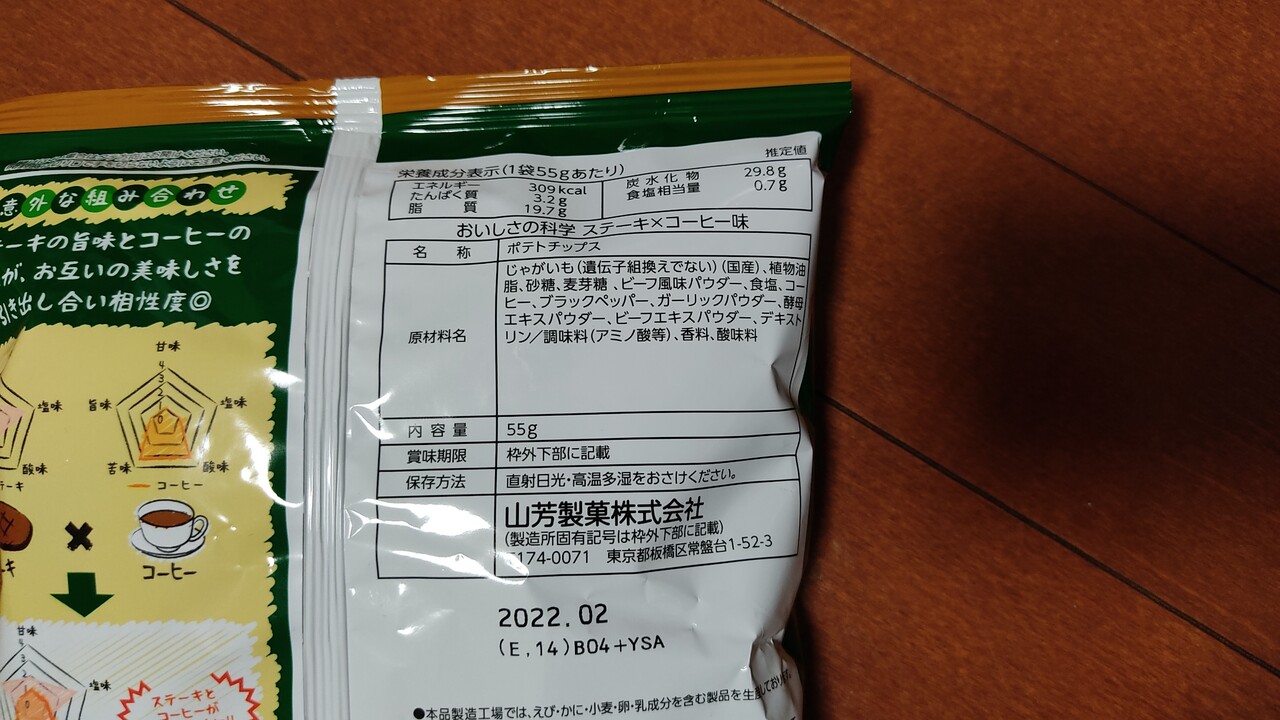 意外な組み合わせ
ーキの旨味とコーヒーの
が、お互いの美味しさを
引き出し合い相性度◎
甘味
4
3
2
1
0
塩味
旨味
塩味
酸味
苦味
酸味
コーヒー
コーヒー
甘味
4
3
2
塩味
ステーキと
コーヒーが
推定値
栄養成分表示(1袋55gあたり)
エネルギー 309kcal
たんぱく質 3.2g
脂質 19.7g
炭水化物 29.8g
食塩相当量 0.7g
おいしさの科学 ステーキ×コーヒー味
名称 ポテトチップス
原材料名
じゃがいも(遺伝子組換えでない)(国産)、植物油
脂、砂糖、麦芽糖、ビーフ風味パウダー、食塩、コー
ヒー、ブラックペッパー、ガーリックパウダー、酵母
エキスパウダー、ビーフエキスパウダー、デキスト
リン/調味料(アミノ酸等)、香料、酸味料
内容量 55g
賞味期限 枠外下部に記載
保存方法 直射日光・高温多湿をおさけください。
山芳製菓株式会社
(製造所固有記号は枠外下部に記載)
174-0071 東京都板橋区常盤台1-52-3
2022.02
(E,14)B04+YSA
●本品製造工場では、えび・かに・小麦・卵・乳成分を含む製品を生産しております。